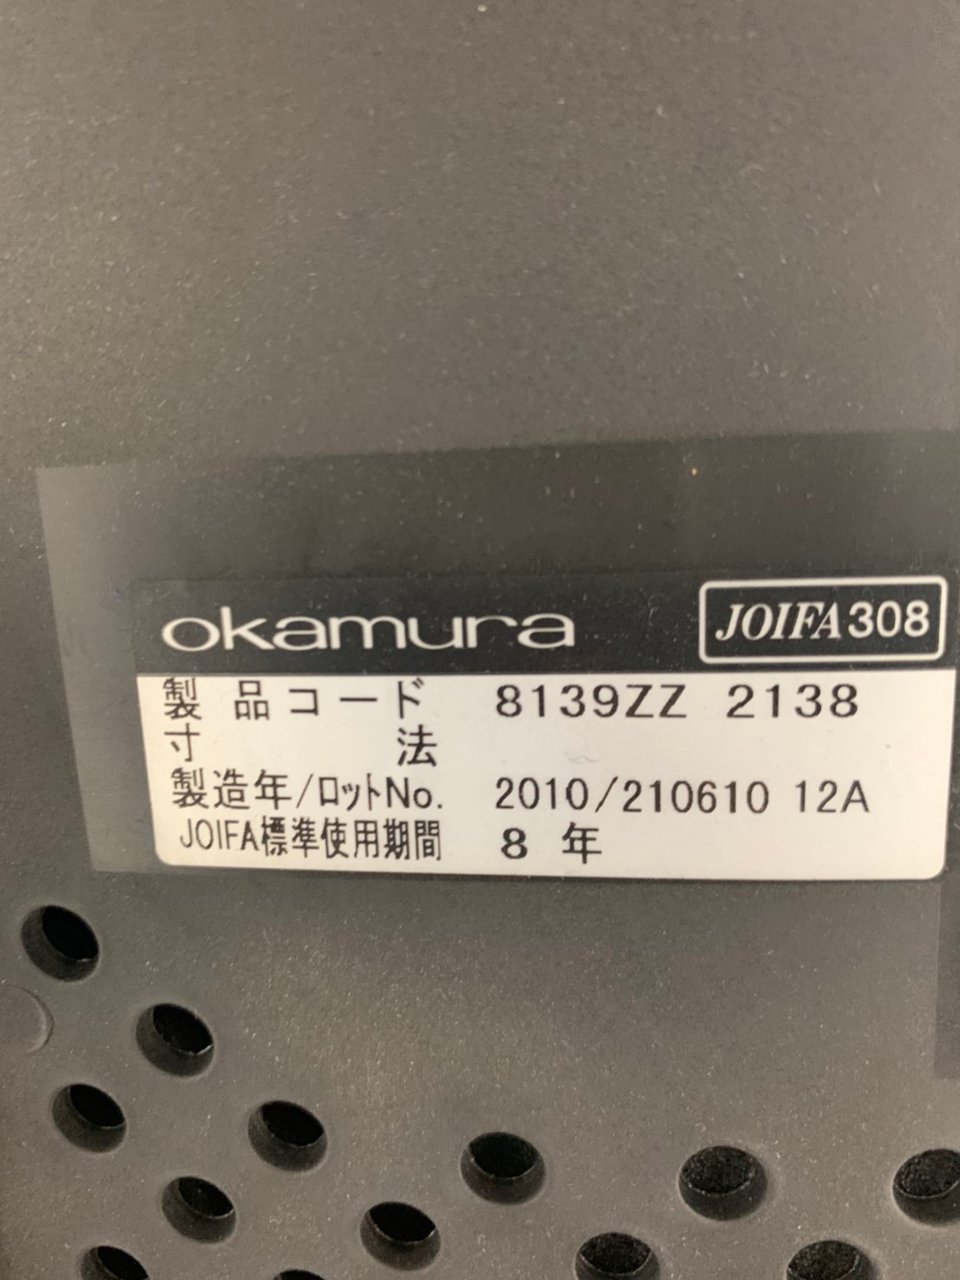 okamura JOIFA308
製品コード 8139ZZ 2138
寸法
製造年/ロットNo. 2010/210610 12A
JOIFA標準使用期間 8 年